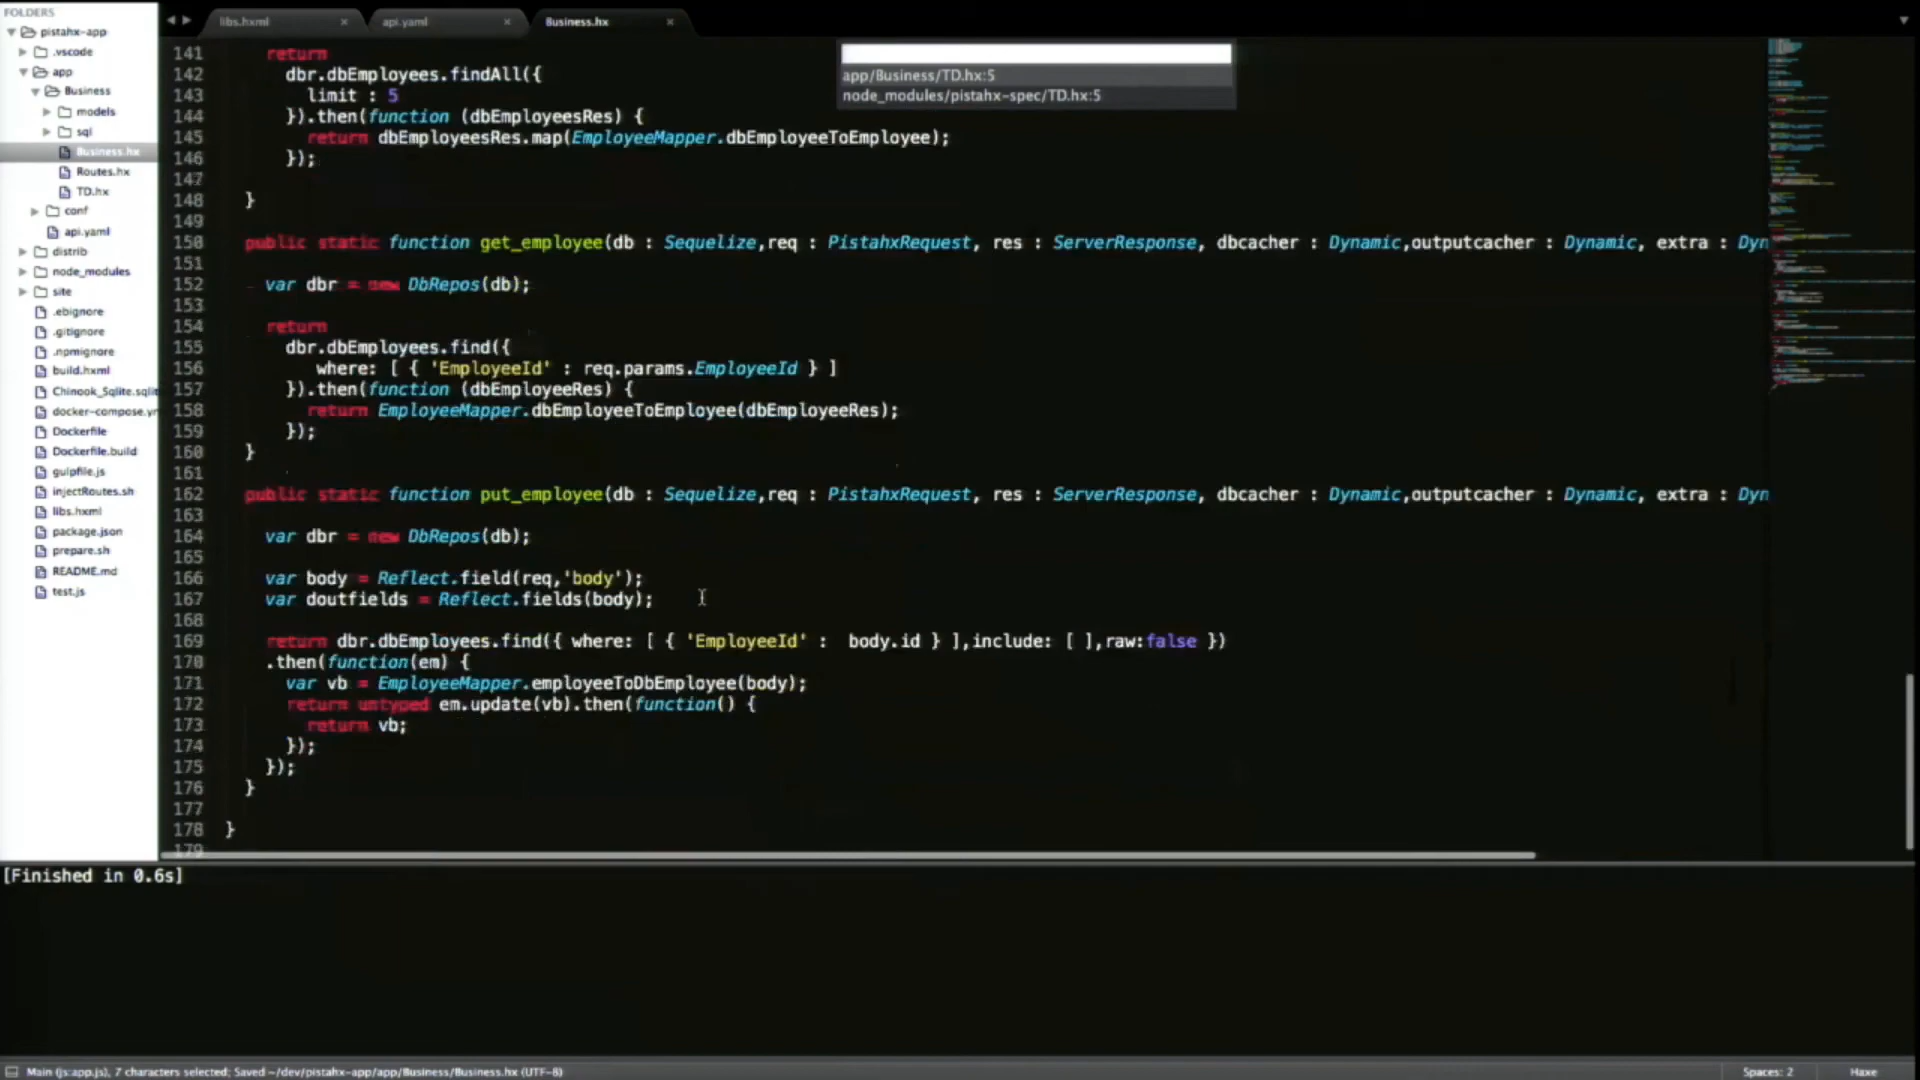 FOLDERS
pistahx-app
.vscode
app
Business
models
sql
Business.hx
Routes.hx
TD.hx
conf
api.yaml
distrib
node_modules
site
.ebignore
.gitignore
.npmignore
build.hxml
Chinook_Sqlite.sqlit
docker-compose.yr
Dockerfile
Dockerfile.build
gulpfile.js
injectRoutes.sh
libs.hxml
package.json
prepare.sh
README.md
test.js
libs.hxml ×
api.yaml ×
Business.hx ×
app/Business/TD.hx:5
node_modules/pistahx-spec/TD.hx:5
141 return
142 dbr.dbEmployees.findAll({
143 limit : 5
144 }).then(function (dbEmployeesRes) {
145 return dbEmployeesRes.map(EmployeeMapper.dbEmployeeToEmployee);
146 });
147
148 }
149
150 public static function get_employee(db : Sequelize,req : PistahxRequest, res : ServerResponse, dbcacher : Dynamic,outputcacher : Dynamic, extra : Dyn
151
152 var dbr = new DbRepos(db);
153
154 return
155 dbr.dbEmployees.find({
156 where: [ { 'EmployeeId' : req.params.EmployeeId } ]
157 }).then(function (dbEmployeeRes) {
158 return EmployeeMapper.dbEmployeeToEmployee(dbEmployeeRes);
159 });
160 }
161
162 public static function put_employee(db : Sequelize,req : PistahxRequest, res : ServerResponse, dbcacher : Dynamic,outputcacher : Dynamic, extra : Dyn
163
164 var dbr = new DbRepos(db);
165
166 var body = Reflect.field(req,'body');
167 var doutfields = Reflect.fields(body);
168
169 return dbr.dbEmployees.find({ where: [ { 'EmployeeId' : body.id } ],include: [ ],raw:false })
170 .then(function(em) {
171 var vb = EmployeeMapper.employeeToDbEmployee(body);
172 return untyped em.update(vb).then(function() {
173 return vb;
174 });
175 });
176 }
177
178 }
179
[Finished in 0.6s]
Main (js:app.js), 7 characters selected; Saved ~/dev/pistahx-app/app/Business/Business.hx (UTF-8)
Spaces: 2
Haxe